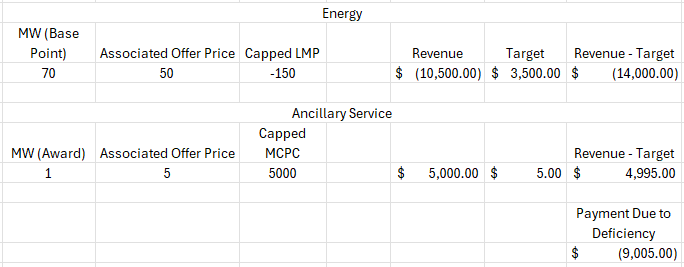 Energy
MW (Base
Point) Associated Offer Price Capped LMP Revenue Target Revenue - Target
70 50 -150 $ (10,500.00) $ 3,500.00 $ (14,000.00)
Ancillary Service
Capped
MW (Award) Associated Offer Price MCPC Revenue - Target
1 5 5000 $ 5,000.00 $ 5.00 $ 4,995.00
Payment Due to
Deficiency
$ (9,005.00)